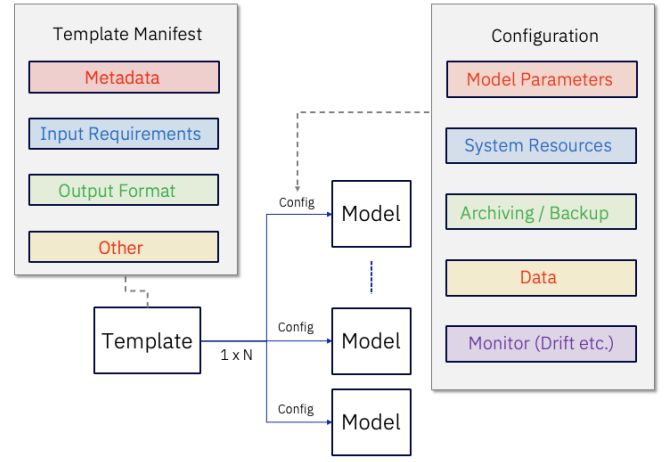 Template Manifest
Metadata
Input Requirements
Output Format
Other
Configuration
Model Parameters
System Resources
Archiving / Backup
Data
Monitor (Drift etc.)
Template
1 x N
Config
Model
Config
Model
Config
Model